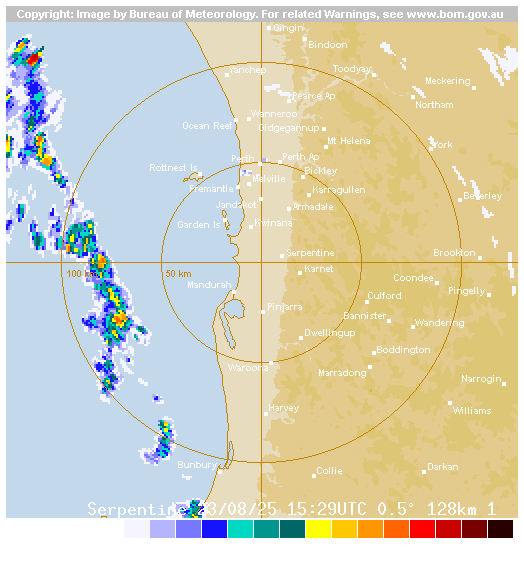 Copyright: Image by Bureau of Meteorology. For related Warnings, see www.bom.gov.au
Gingin
Bindoon
Yanchep
Toodyay
Meckering
Pearce Ap
Northam
Wanneroo
Ocean Reef
Gidgegannup
Mt Helena
York
Perth
Perth Ap
Rottnest Is
Bickley
Melville
Fremantle
Karragullen
Beverley
Jandakot
Armadale
Garden Is
Kwinana
Serpentine
Brookton
100 km
50 km
Karnet
Mandurah
Coondee
Pingelly
Culford
Pinjarra
Bannister
Wandering
Dwellingup
Boddington
Waroona
Marradong
Narrogin
Harvey
Williams
Bunbury
Collie
Darkan
Serpentine 23/08/25 15:29UTC 0.5° 128km 1